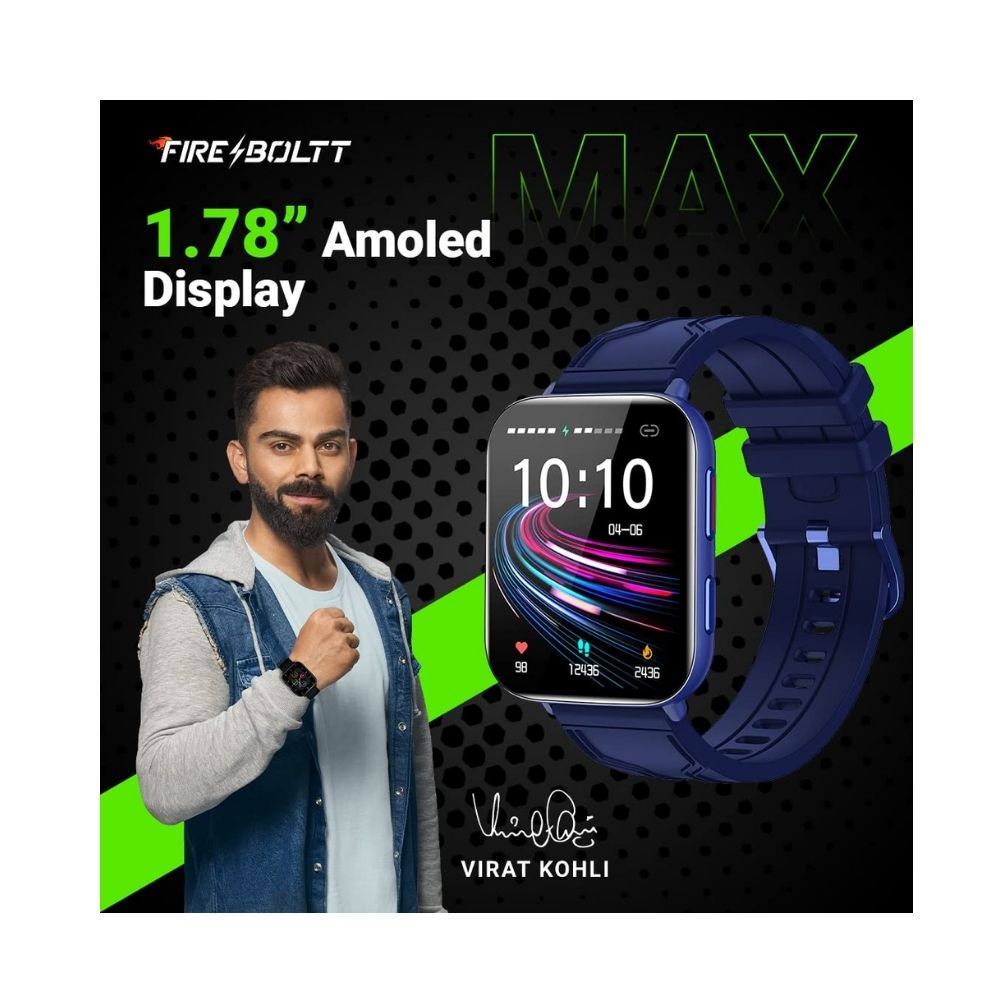 FIRE BOLTT
MAX
1.78” Amoled
Display
10:10
04-06
98
12436
2436
VIRAT KOHLI